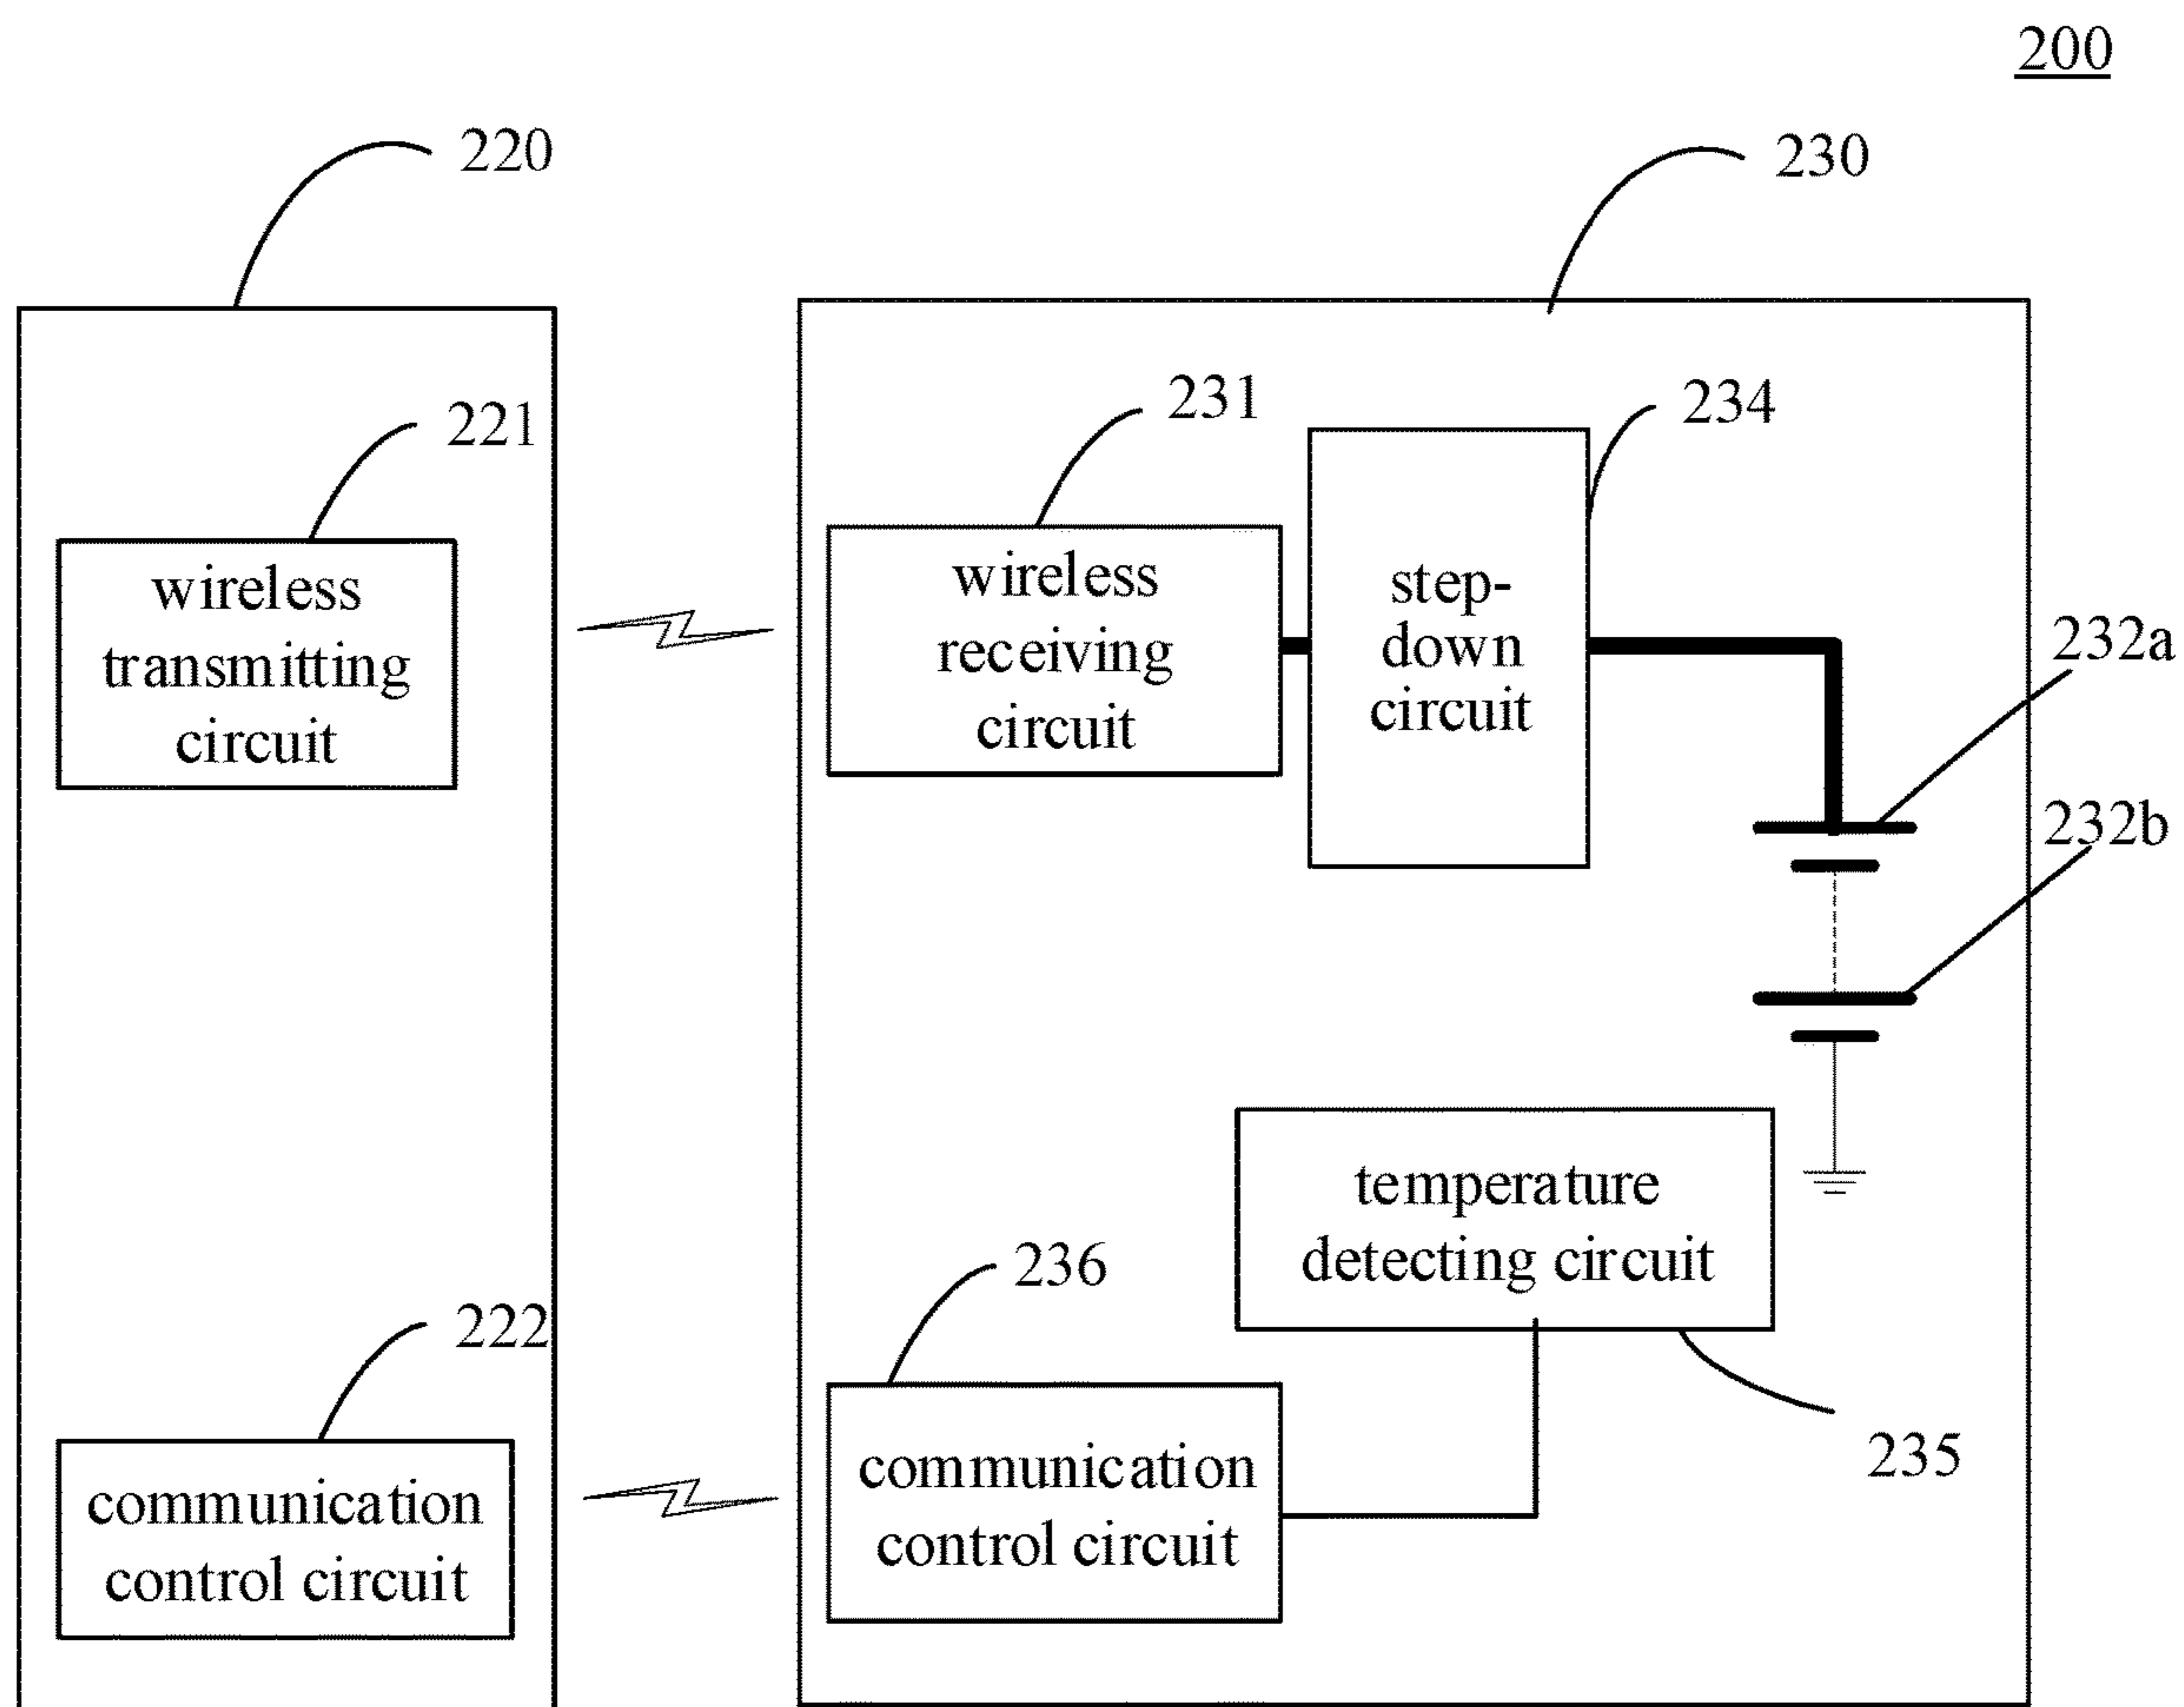 200
220
230
221
231
234
wireless
transmitting
circuit
wireless
receiving
circuit
step-
down
circuit
232a
232b
temperature
detecting circuit
236
222
235
communication
control circuit
communication
control circuit